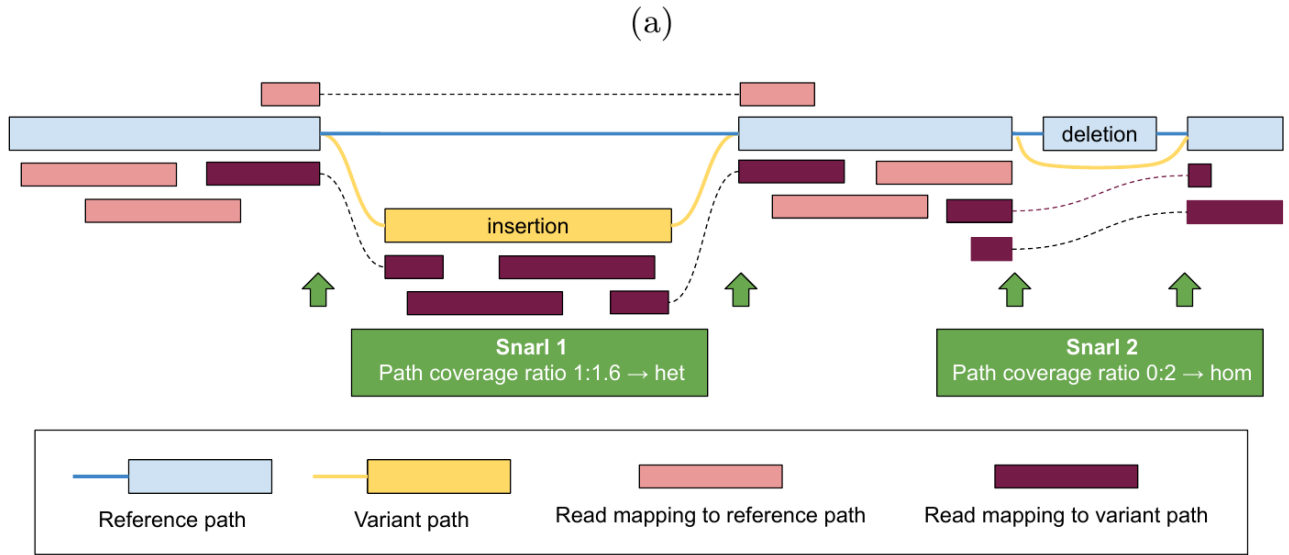 (a)
deletion
insertion
Snarl 1
Path coverage ratio 1:1.6 → het
Snarl 2
Path coverage ratio 0:2 → hom
Reference path
Variant path
Read mapping to reference path
Read mapping to variant path